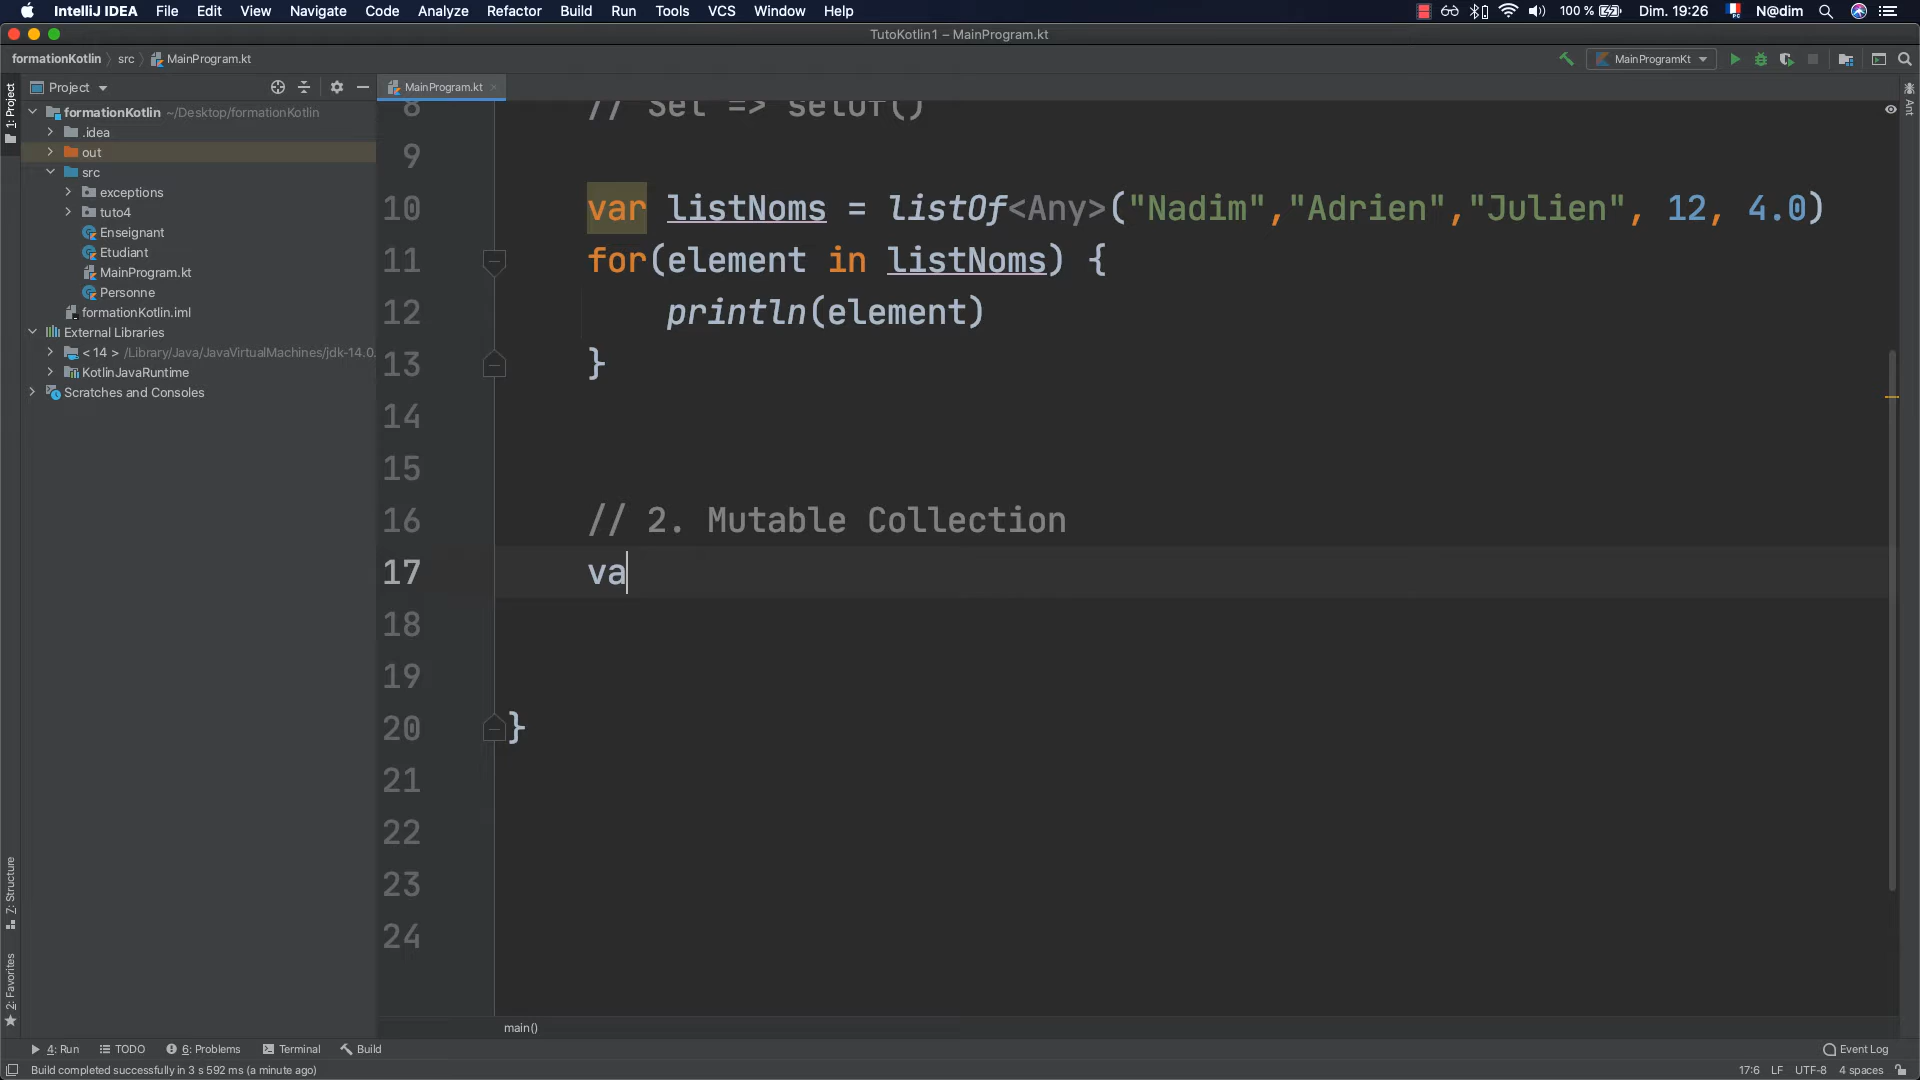 IntelliJ IDEA File Edit View Navigate Code Analyze Refactor Build Run Tools VCS Window Help 100 % Dim. 19:26 N@dim
TutoKotlin1 – MainProgram.kt
formationKotlin src MainProgram.kt MainProgramKt
Project MainProgram.kt
1: Project
Ant
formationKotlin ~/Desktop/formationKotlin
.idea
out
src
exceptions
tuto4
Enseignant
Etudiant
MainProgram.kt
Personne
formationKotlin.iml
External Libraries
< 14 > /Library/Java/JavaVirtualMachines/jdk-14.0.
KotlinJavaRuntime
Scratches and Consoles
8 // Set => setOf()
9
10 var listNoms = listOf<Any>("Nadim","Adrien","Julien", 12, 4.0)
11 for(element in listNoms) {
12 println(element)
13 }
14
15
16 // 2. Mutable Collection
17 va
18
19
20 }
21
22
23
24
7: Structure
2: Favorites
main()
4: Run TODO 6: Problems Terminal Build Event Log
Build completed successfully in 3 s 592 ms (a minute ago) 17:6 LF UTF-8 4 spaces